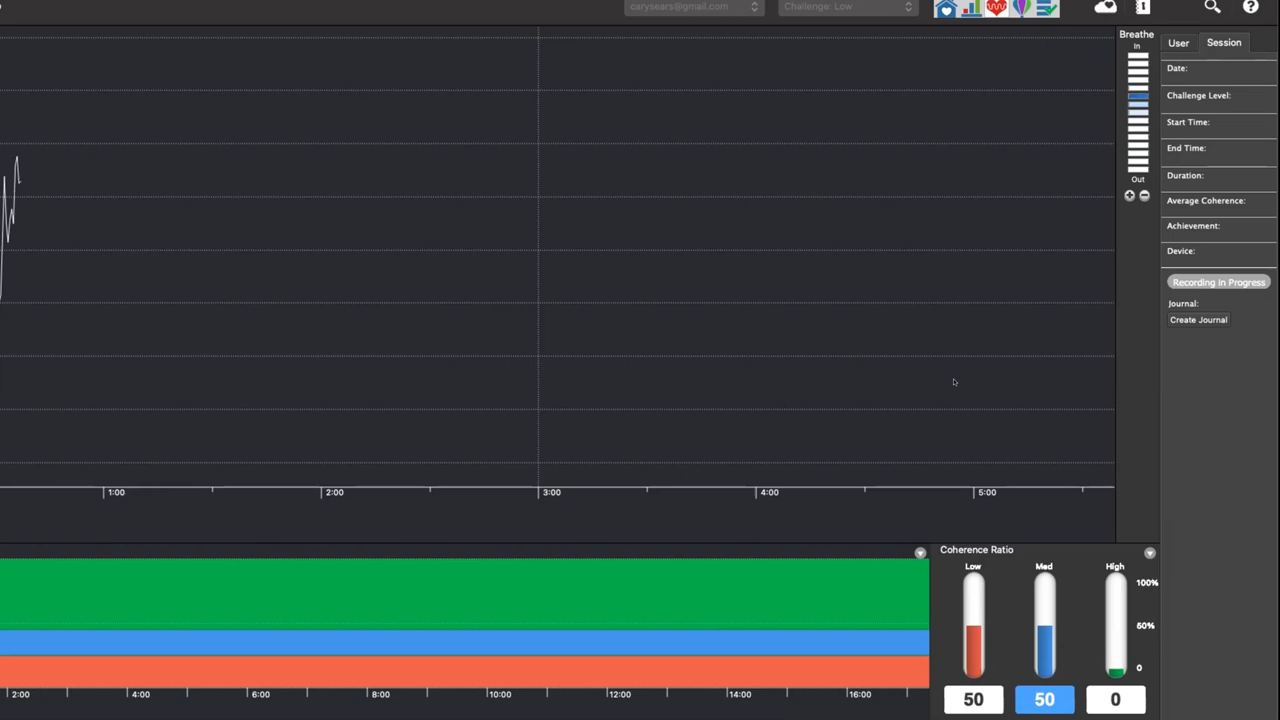 carysears@gmail.com
Challenge: Low
Breathe
In
Out
User
Session
Date:
Challenge Level:
Start Time:
End Time:
Duration:
Average Coherence:
Achievement:
Device:
Recording in Progress
Journal:
Create Journal
1:00 2:00 3:00 4:00 5:00
Coherence Ratio
Low Med High
100%
50%
0
50 50 0
2:00 4:00 6:00 8:00 10:00 12:00 14:00 16:00